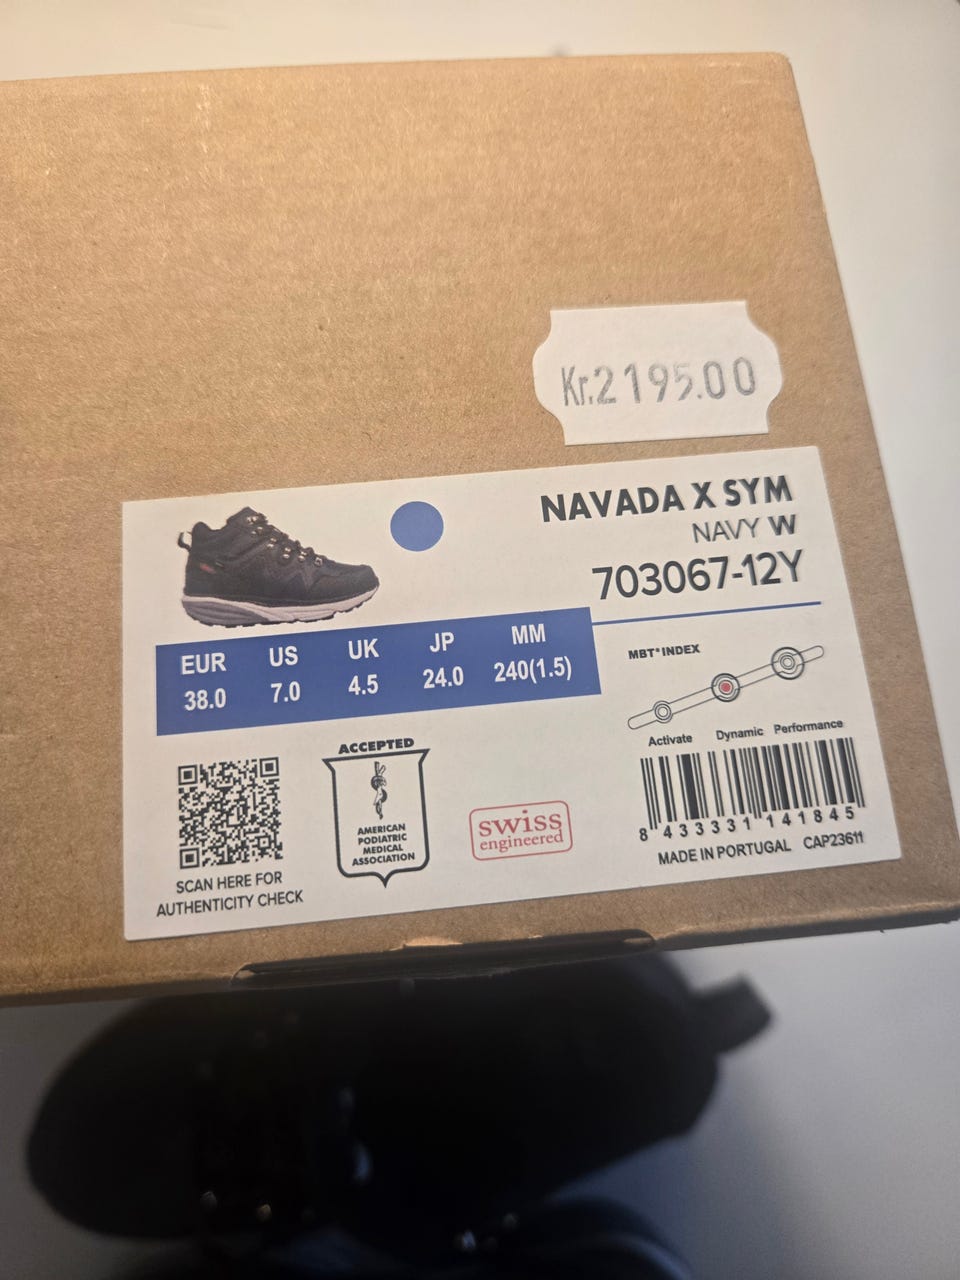 Kr.2195.00
NAVADA X SYM
NAVY W
703067-12Y
EUR US UK JP MM
38.0 7.0 4.5 24.0 240(1.5)
MBT® INDEX
Activate Dynamic Performance
SCAN HERE FOR
AUTHENTICITY CHECK
ACCEPTED
AMERICAN
PODIATRIC
MEDICAL
ASSOCIATION
swiss
engineered
8 433331 141845
MADE IN PORTUGAL CAP23611